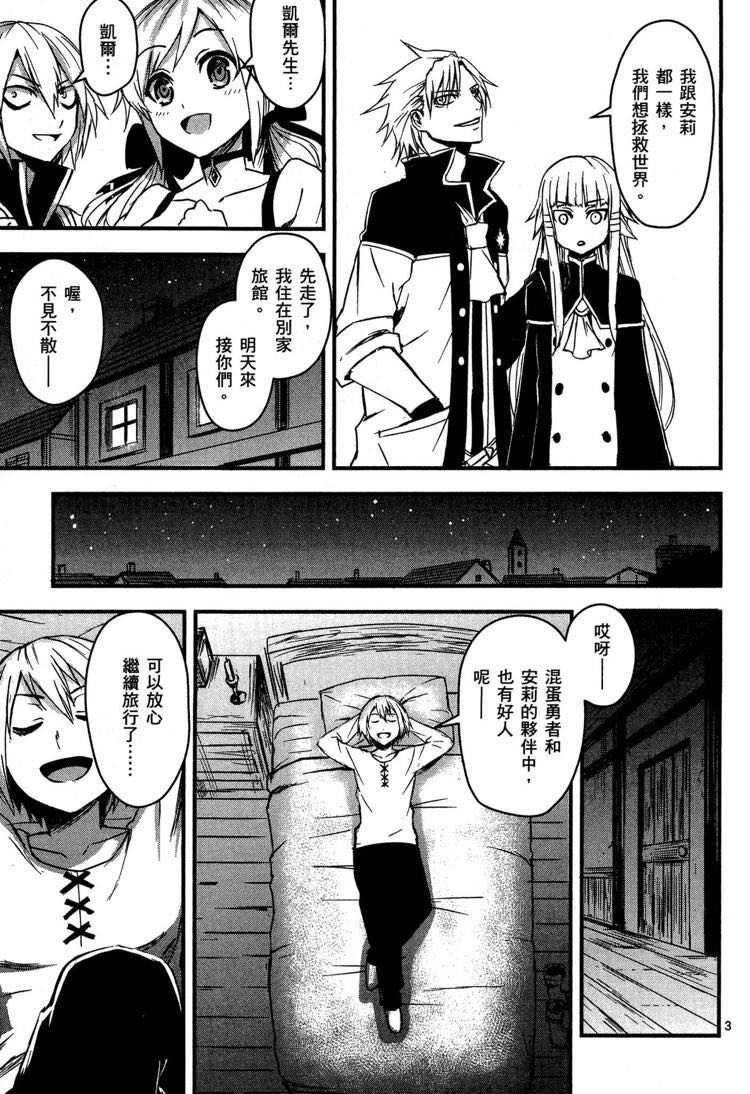 我跟安莉
都一樣，
我們想拯救世界。
凱爾先生…
凱爾…
先走了，
我住在別家
旅館。
明天來
接你們。
喔，
不見不散——
哎呀——
混蛋勇者和
安莉的夥伴中，
也有好人
呢——
可以放心
繼續旅行了……
3